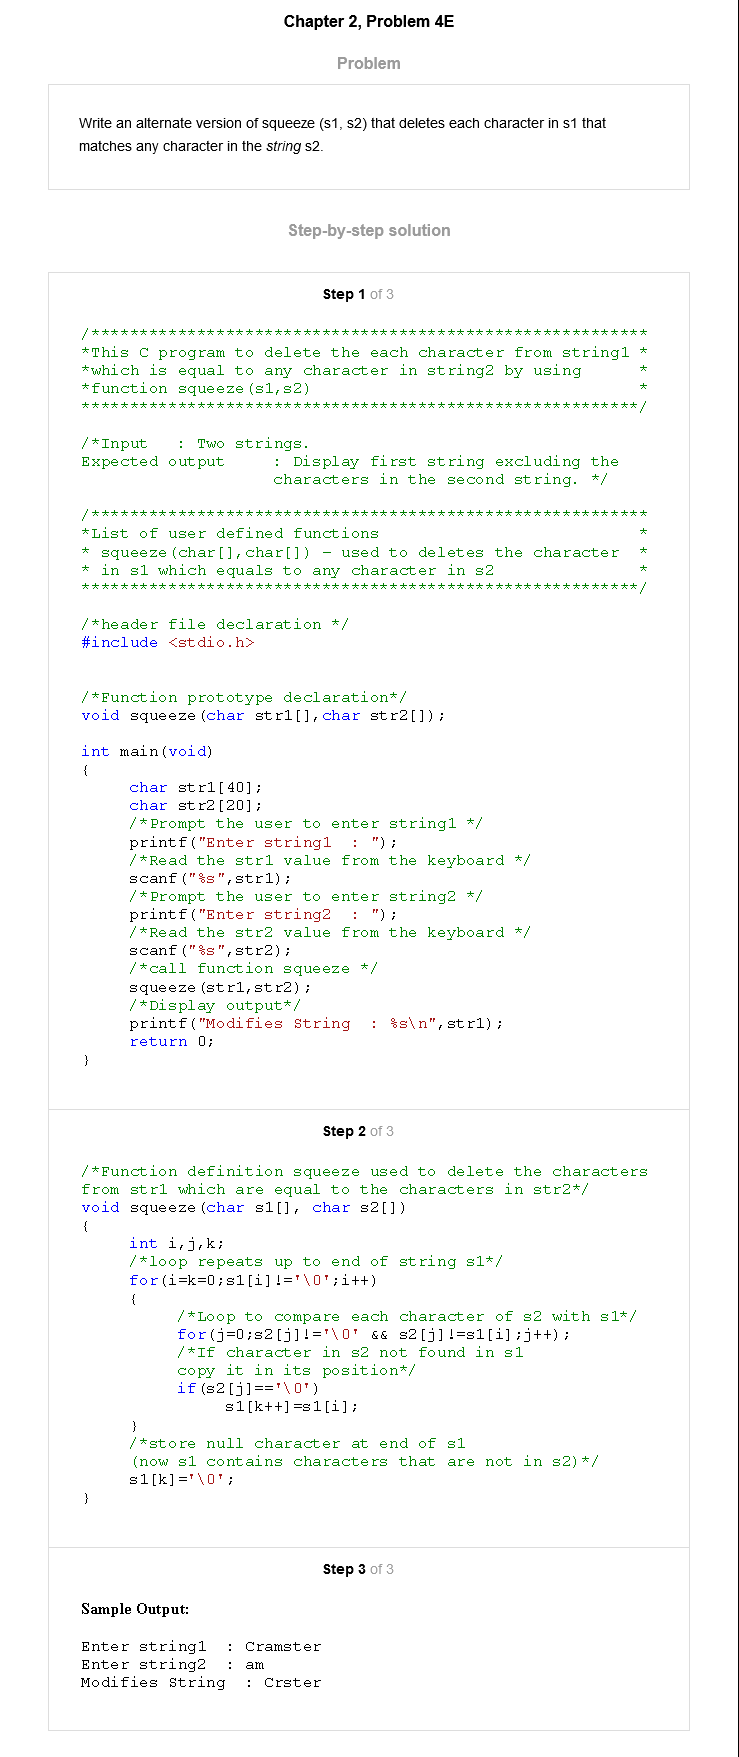 Chapter 2, Problem 4E
Problem
Write an alternate version of squeeze (s1, s2) that deletes each character in s1 that
matches any character in the string s2.
Step-by-step solution
Step 1 of 3
/**********************************************************
*This C program to delete the each character from string1 *
*which is equal to any character in string2 by using      *
*function squeeze(s1,s2)                                  *
**********************************************************/
/*Input   : Two strings.
Expected output     : Display first string excluding the
                    characters in the second string. */
/**********************************************************
*List of user defined functions                           *
* squeeze(char[],char[]) – used to deletes the character  *
* in s1 which equals to any character in s2               *
**********************************************************/
/*header file declaration */
#include <stdio.h>
/*Function prototype declaration*/
void squeeze(char str1[],char str2[]);
int main(void)
{
     char str1[40];
     char str2[20];
     /*Prompt the user to enter string1 */
     printf("Enter string1  : ");
     /*Read the str1 value from the keyboard */
     scanf("%s",str1);
     /*Prompt the user to enter string2 */
     printf("Enter string2  : ");
     /*Read the str2 value from the keyboard */
     scanf("%s",str2);
     /*call function squeeze */
     squeeze(str1,str2);
     /*Display output*/
     printf("Modifies String  : %s\n",str1);
     return 0;
}
Step 2 of 3
/*Function definition squeeze used to delete the characters
from str1 which are equal to the characters in str2*/
void squeeze(char s1[], char s2[])
{
     int i,j,k;
     /*loop repeats up to end of string s1*/
     for(i=k=0;s1[i]!='\0';i++)
     {
          /*Loop to compare each character of s2 with s1*/
          for(j=0;s2[j]!='\0' && s2[j]!=s1[i];j++);
          /*If character in s2 not found in s1
          copy it in its position*/
          if(s2[j]=='\0')
               s1[k++]=s1[i];
     }
     /*store null character at end of s1
     (now s1 contains characters that are not in s2)*/
     s1[k]='\0';
}
Step 3 of 3
Sample Output:
Enter string1  : Cramster
Enter string2  : am
Modifies String  : Crster